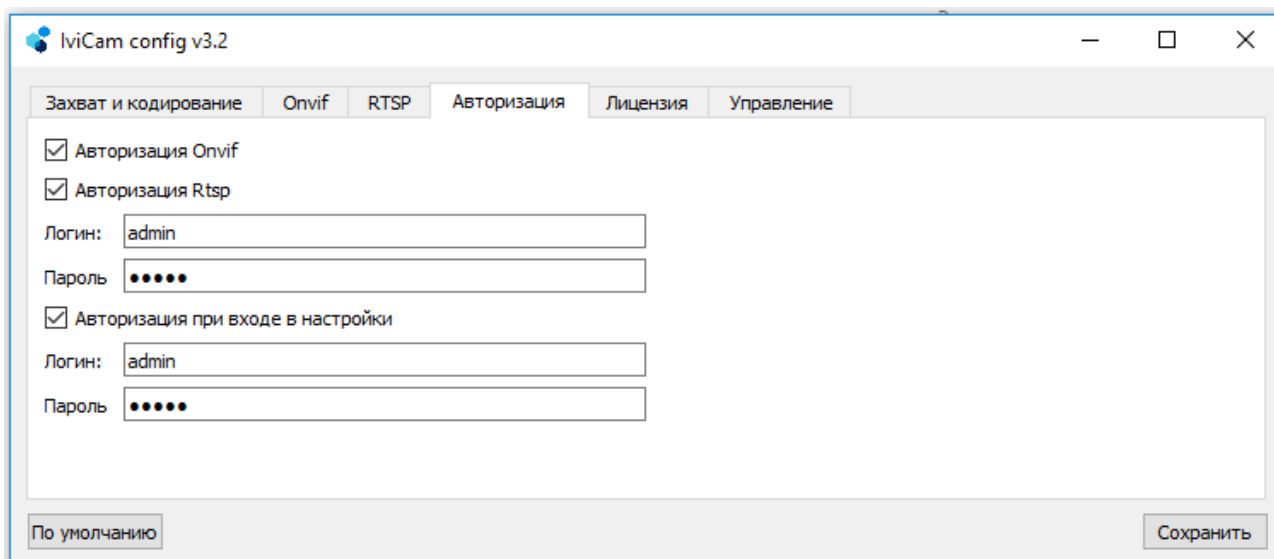 IviCam config v3.2
Захват и кодирование Onvif RTSP Авторизация Лицензия Управление
Авторизация Onvif
Авторизация Rtsp
Логин: admin
Пароль •••••
Авторизация при входе в настройки
Логин: admin
Пароль •••••
По умолчанию Сохранить